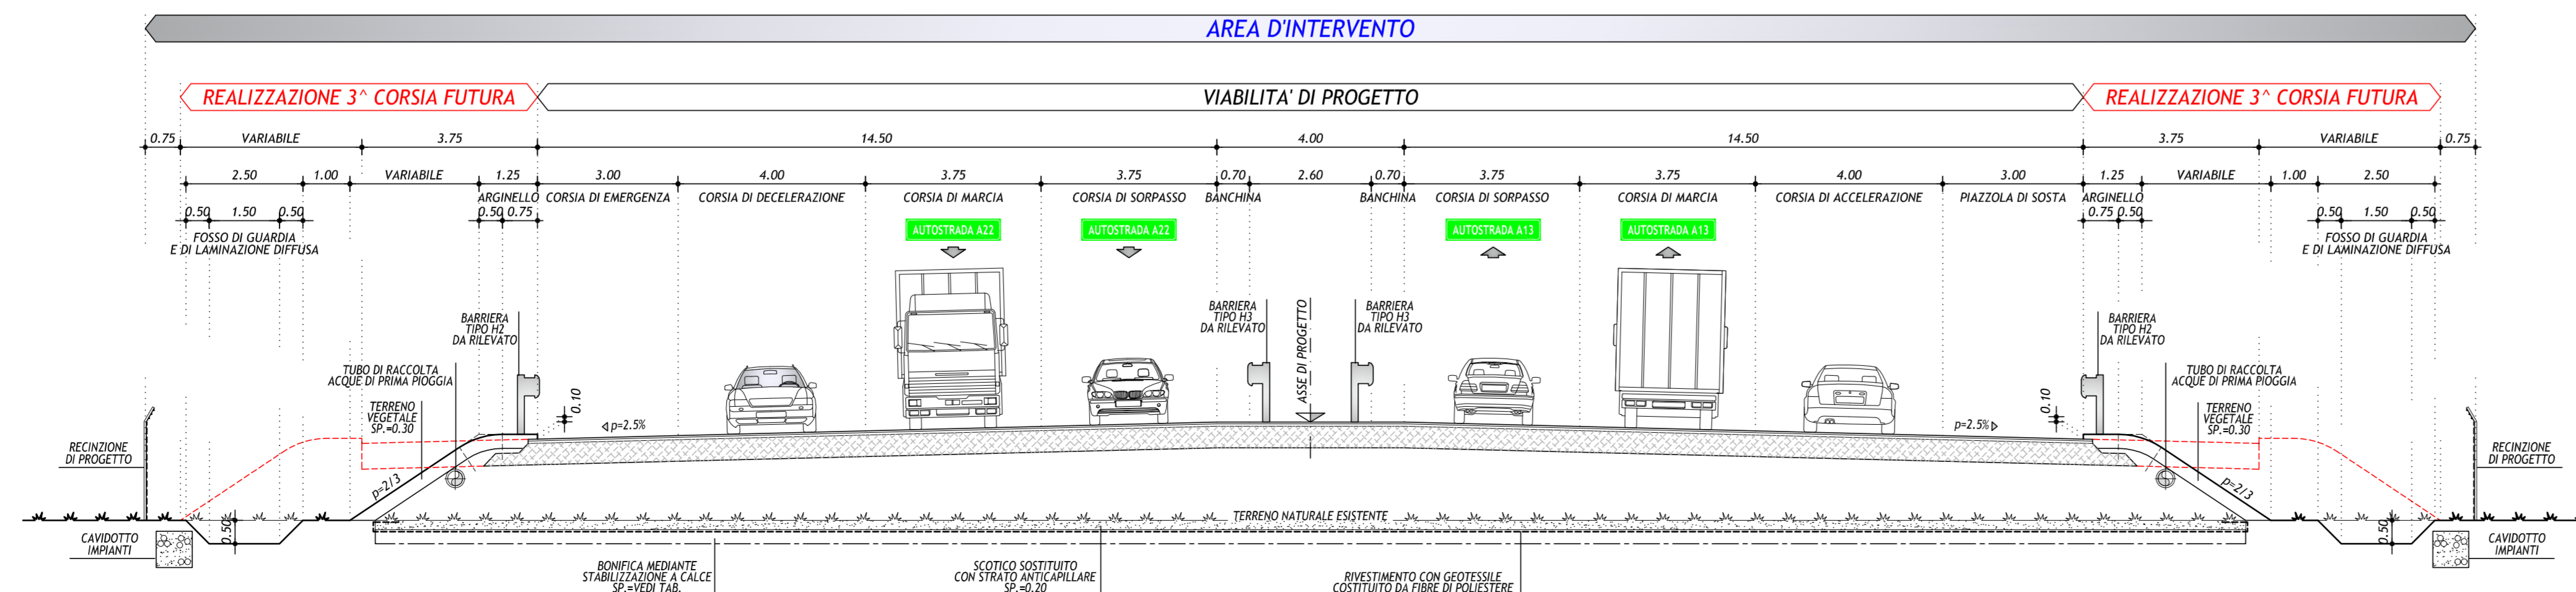 AREA D'INTERVENTO
REALIZZAZIONE 3^ CORSIA FUTURA
VIABILITA' DI PROGETTO
REALIZZAZIONE 3^ CORSIA FUTURA
0.75 VARIABILE 3.75 14.50 4.00 14.50 3.75 VARIABILE 0.75
2.50 1.00 VARIABILE 1.25 3.00 4.00 3.75 3.75 0.70 2.60 0.70 3.75 3.75 4.00 3.00 1.25 VARIABILE 1.00 2.50
ARGINELLO CORSIA DI EMERGENZA CORSIA DI DECELERAZIONE CORSIA DI MARCIA CORSIA DI SORPASSO BANCHINA BANCHINA CORSIA DI SORPASSO CORSIA DI MARCIA CORSIA DI ACCELERAZIONE PIAZZOLA DI SOSTA ARGINELLO
0.50 1.50 0.50 0.50 0.75 0.75 0.50 0.50 1.50 0.50
FOSSO DI GUARDIA
E DI LAMINAZIONE DIFFUSA
AUTOSTRADA A22
AUTOSTRADA A22
AUTOSTRADA A13
AUTOSTRADA A13
FOSSO DI GUARDIA
E DI LAMINAZIONE DIFFUSA
BARRIERA
TIPO H2
DA RILEVATO
BARRIERA
TIPO H3
DA RILEVATO
ASSE DI PROGETTO
BARRIERA
TIPO H3
DA RILEVATO
BARRIERA
TIPO H2
DA RILEVATO
TUBO DI RACCOLTA
ACQUE DI PRIMA PIOGGIA
TERRENO
VEGETALE
SP.=0.30
0.10
p=2.5%
p=2.5%
0.10
TUBO DI RACCOLTA
ACQUE DI PRIMA PIOGGIA
TERRENO
VEGETALE
SP.=0.30
RECINZIONE
DI PROGETTO
p=2/3
p=2/3
RECINZIONE
DI PROGETTO
0.50
TERRENO NATURALE ESISTENTE
0.50
CAVIDOTTO
IMPIANTI
CAVIDOTTO
IMPIANTI
BONIFICA MEDIANTE
STABILIZZAZIONE A CALCE
SP.=VEDI TAB.
SCOTICO SOSTITUITO
CON STRATO ANTICAPILLARE
SP.=0.20
RIVESTIMENTO CON GEOTESSILE
COSTITUITO DA FIBRE DI POLIESTERE